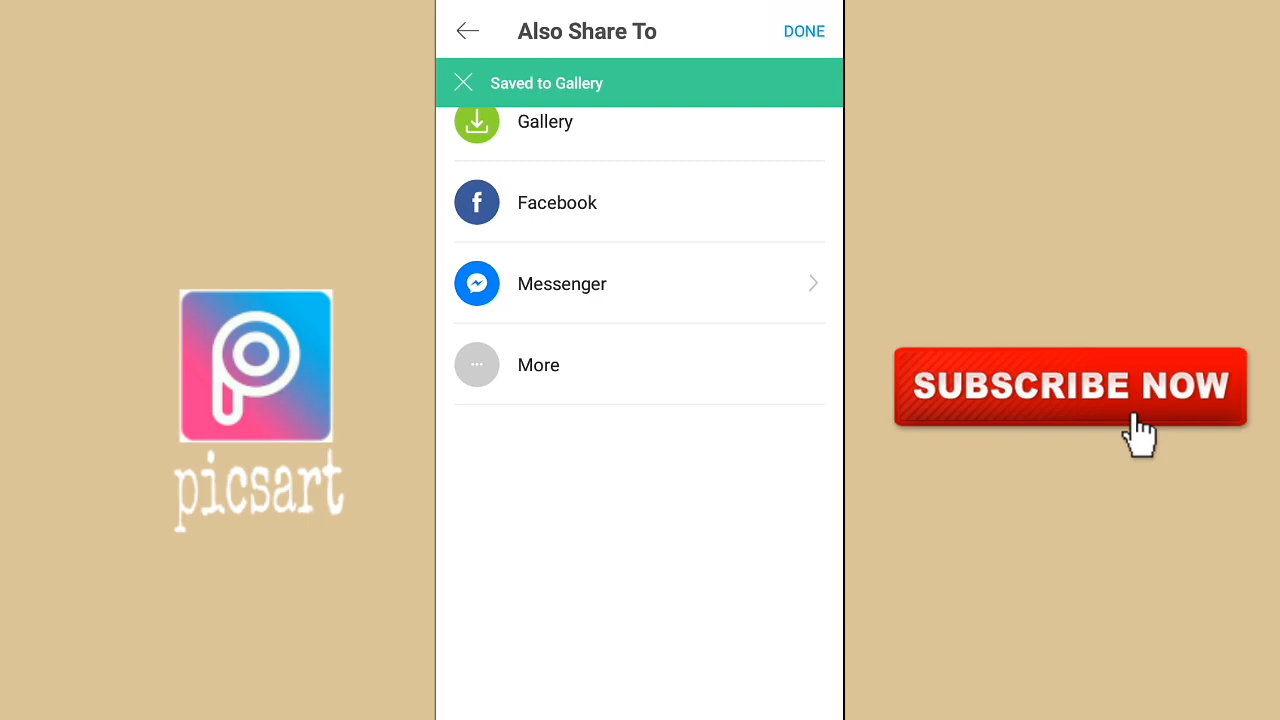 Also Share To
DONE
Saved to Gallery
Gallery
Facebook
Messenger
More
picsart
SUBSCRIBE NOW